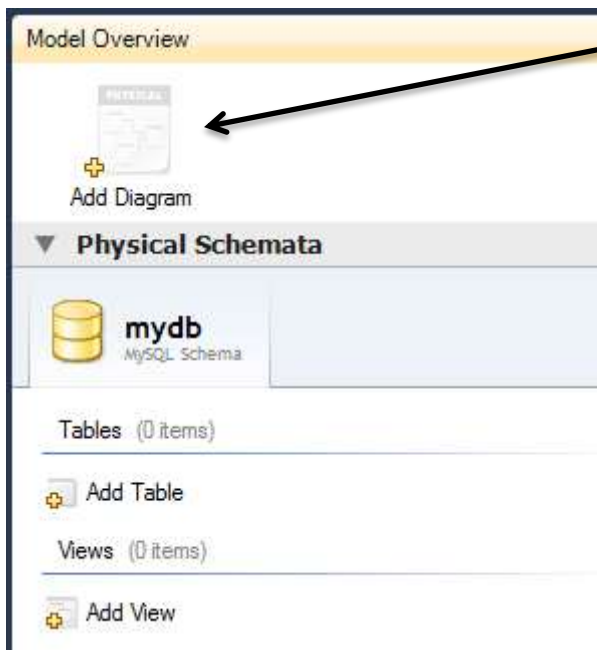 Model Overview
PHYSICAL
Add Diagram
Physical Schemata
mydb
MySQL Schema
Tables (0 items)
Add Table
Views (0 items)
Add View